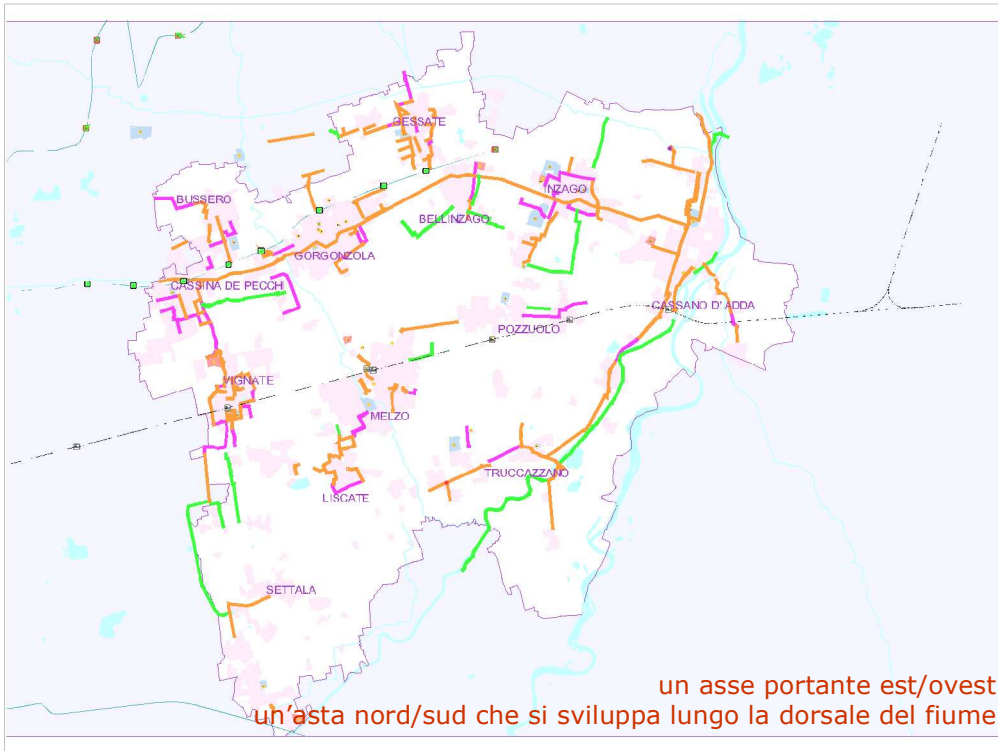 GESSATE
BUSSERO
NZAGO
BELLINZAGO
GORGONZOLA
CASSINA DE PECCHI
CASSANO D'ADDA
POZZUOLO
VIGNATE
MELZO
TRUCCAZZANO
LISCATE
SETTALA
un asse portante est/ovest
un'asta nord/sud che si sviluppa lungo la dorsale del fiume